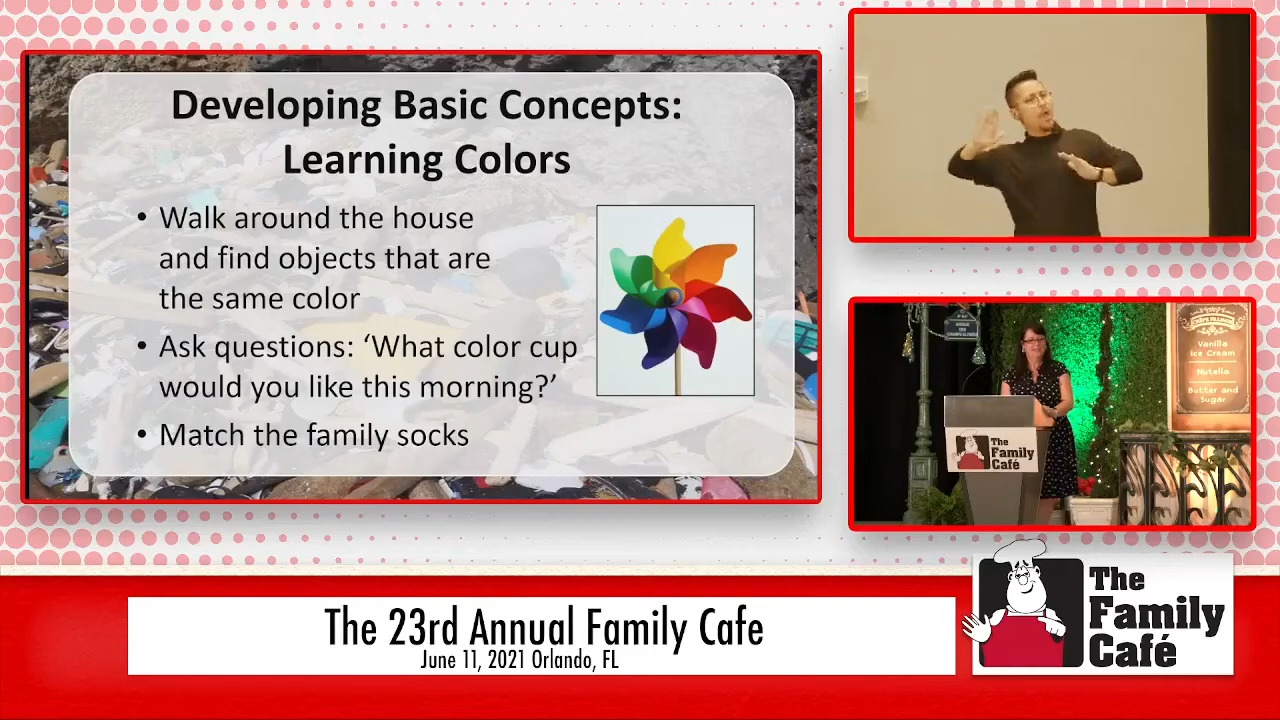 Developing Basic Concepts:
Learning Colors
• Walk around the house
and find objects that are
the same color
• Ask questions: ‘What color cup
would you like this morning?’
• Match the family socks
Vanilla
Ice Cream
Nutella
Butter and
Sugar
The
Family
Café
The 23rd Annual Family Cafe
June 11, 2021 Orlando, FL
The
Family
Café